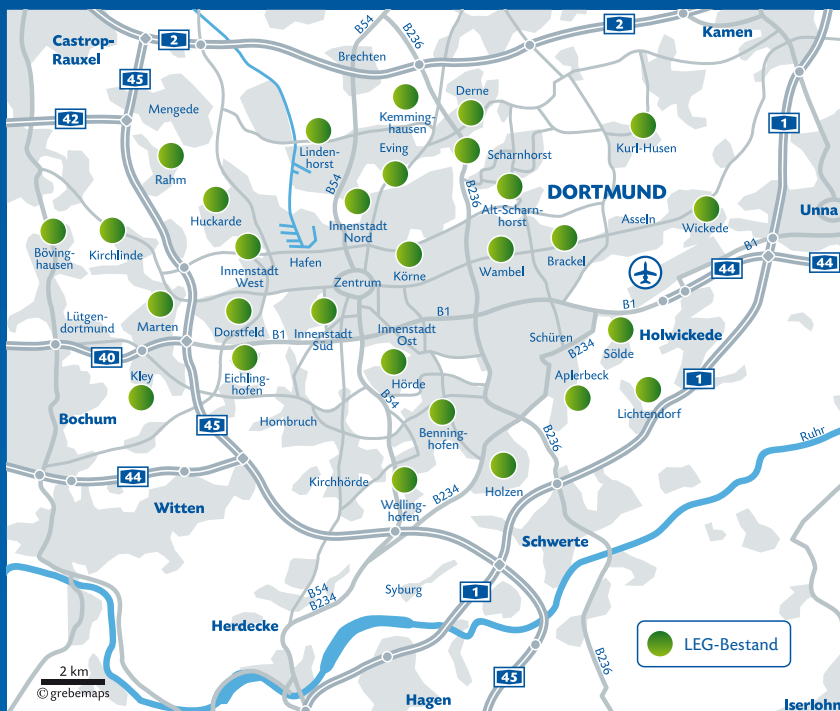 B54
B236
2
2
Kamen
Castrop-
Rauxel
Brechten
45
Mengede
42
Derne
Kemming-
hausen
1
Linden-
horst
Eving
Scharnhorst
Kurl-Husen
Rahm
B54
B236
DORTMUND
Huckarde
Innenstadt
Nord
Alt-Scharn-
horst
Asseln
Wickede
Unna
Böving-
hausen
Kirchlinde
Innenstadt
West
Hafen
Körne
Wambel
Brackel
B1
44
44
Zentrum
Lütgen-
dortmund
Marten
Dorstfeld
B1
Innenstadt
Süd
Innenstadt
Ost
B1
B1
Schüren
B234
Sölde
Holwickede
40
Kley
Eichling-
hofen
Hörde
Aplerbeck
1
Lichtendorf
Bochum
45
Hombruch
B54
Benning-
hofen
B236
Ruhr
44
Kirchhörde
Welling-
hofen
B234
Holzen
Witten
Schwerte
B54
B234
Syburg
1
Herdecke
LEG-Bestand
B236
2 km
© grebemaps
45
Hagen
Iserlohn